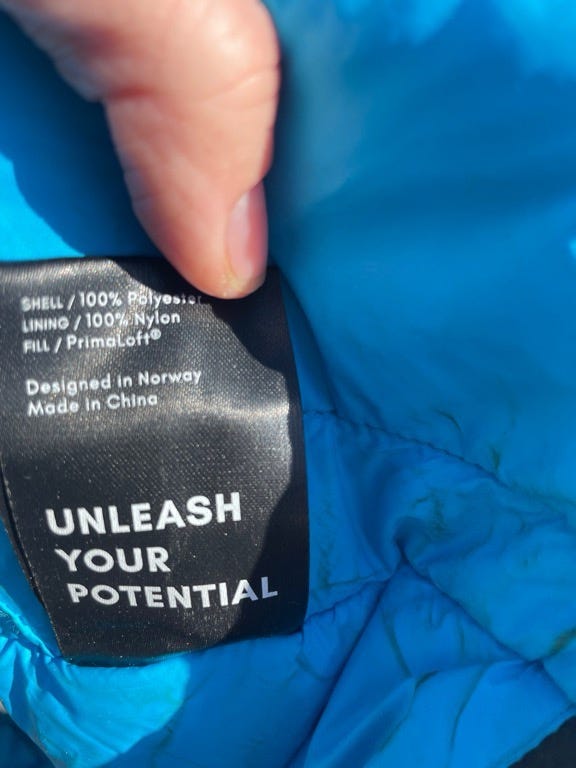 SHELL / 100% Polyester
LINING / 100% Nylon
FILL / PrimaLoft®
Designed in Norway
Made in China
UNLEASH
YOUR
POTENTIAL